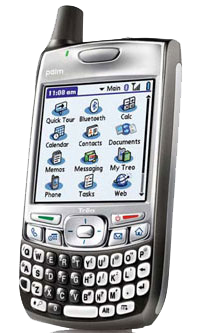 palm
11:08 am Main
Quick Tour Bluetooth Calc
Calendar Contacts Documents
Memos Messaging My Treo
Phone Tasks Web
Treo
Q W E R T Y U I O P
A S D F G H J K L
Z X C V B N M